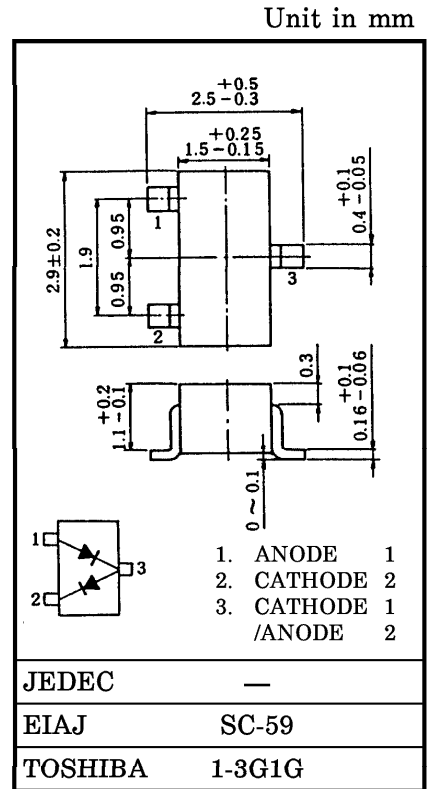 Unit in mm
+0.5
2.5 -0.3
+0.25
1.5 -0.15
+0.1
0.4 -0.05
2.9±0.2
1.9
0.95
0.95
1
2
3
+0.2
1.1 -0.1
0.3
+0.1
0.16 -0.06
0 ~ 0.1
1
2
3
1. ANODE 1
2. CATHODE 2
3. CATHODE 1
/ANODE 2
JEDEC —
EIAJ SC-59
TOSHIBA 1-3G1G